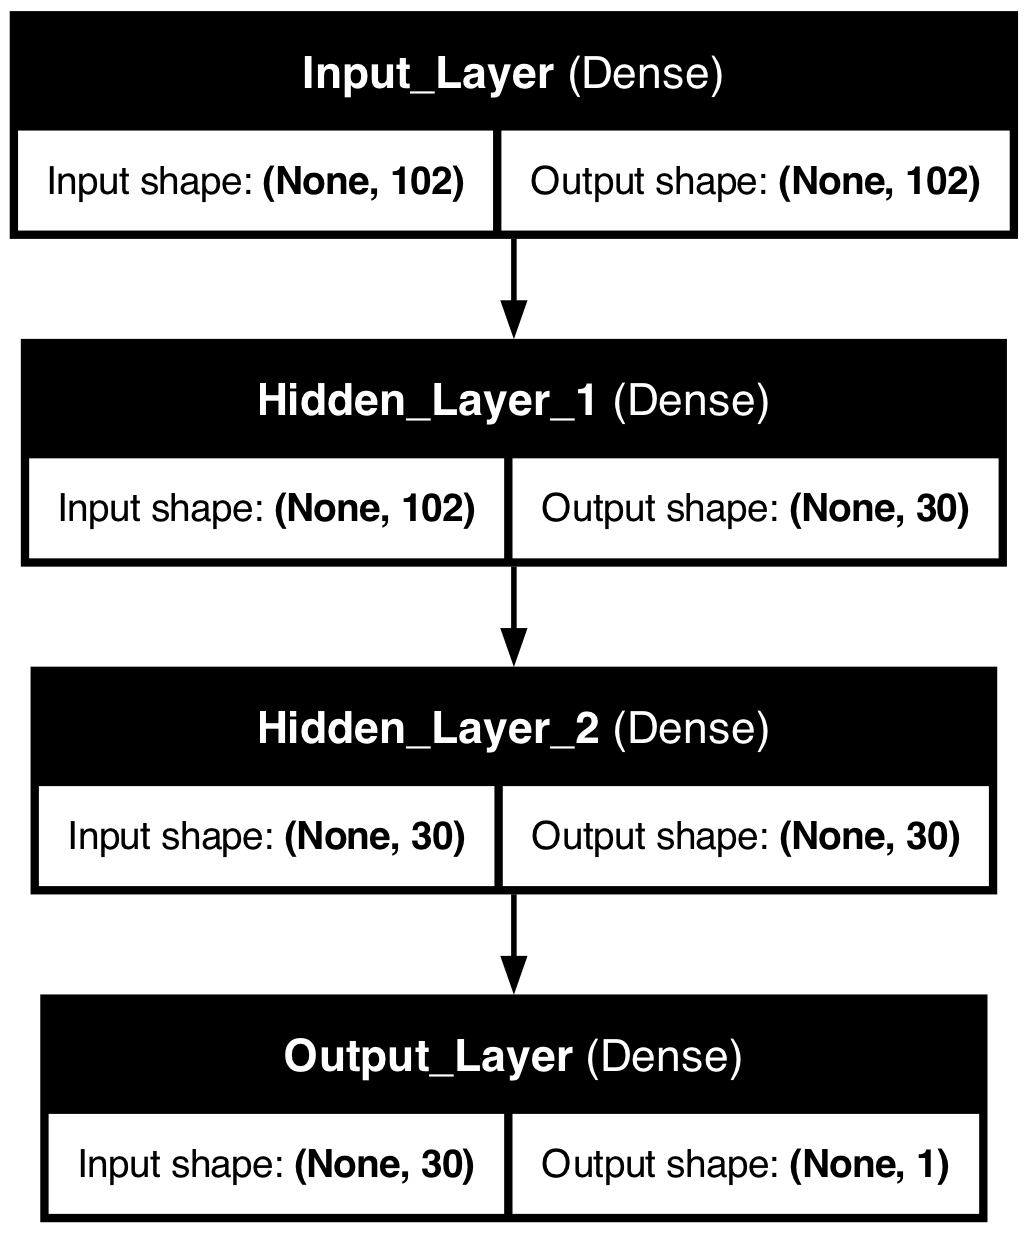 Input_Layer (Dense)
Input shape: (None, 102) Output shape: (None, 102)
Hidden_Layer_1 (Dense)
Input shape: (None, 102) Output shape: (None, 30)
Hidden_Layer_2 (Dense)
Input shape: (None, 30) Output shape: (None, 30)
Output_Layer (Dense)
Input shape: (None, 30) Output shape: (None, 1)